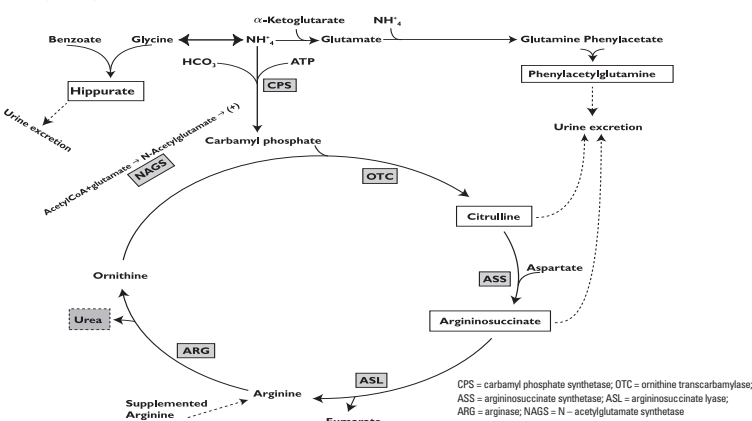 α-Ketoglutarate
NH⁺₄
Benzoate
Glycine
NH⁺₄
Glutamate
Glutamine Phenylacetate
HCO₃
ATP
Phenylacetylglutamine
Hippurate
CPS
Urine excretion
Urine excretion
AcetylCoA+glutamate → N-Acetylglutamate → (+)
NAGS
Carbamyl phosphate
OTC
Citrulline
Ornithine
Aspartate
ASS
Urea
Argininosuccinate
ARG
ASL
Arginine
Supplemented
Arginine
Fumarate
CPS = carbamyl phosphate synthetase; OTC = ornithine transcarbamylase;
ASS = argininosuccinate synthetase; ASL = argininosuccinate lyase;
ARG = arginase; NAGS = N – acetylglutamate synthetase